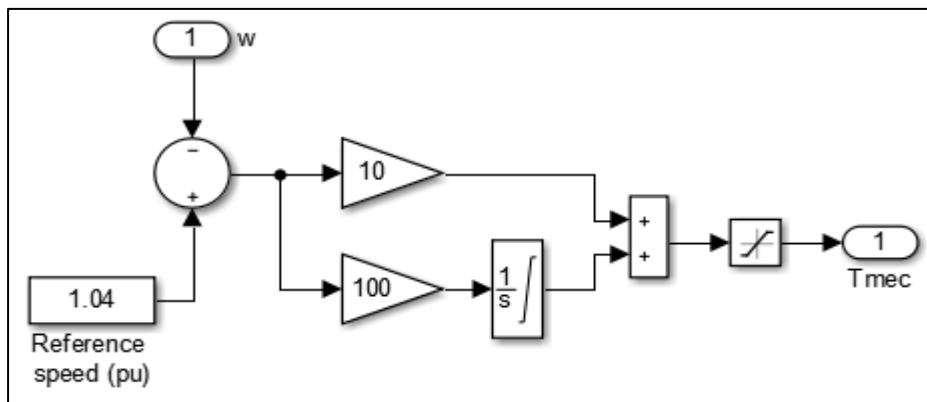 1
w
−
+
1.04
Reference
speed (pu)
10
100
1
s
+
+
1
Tmec